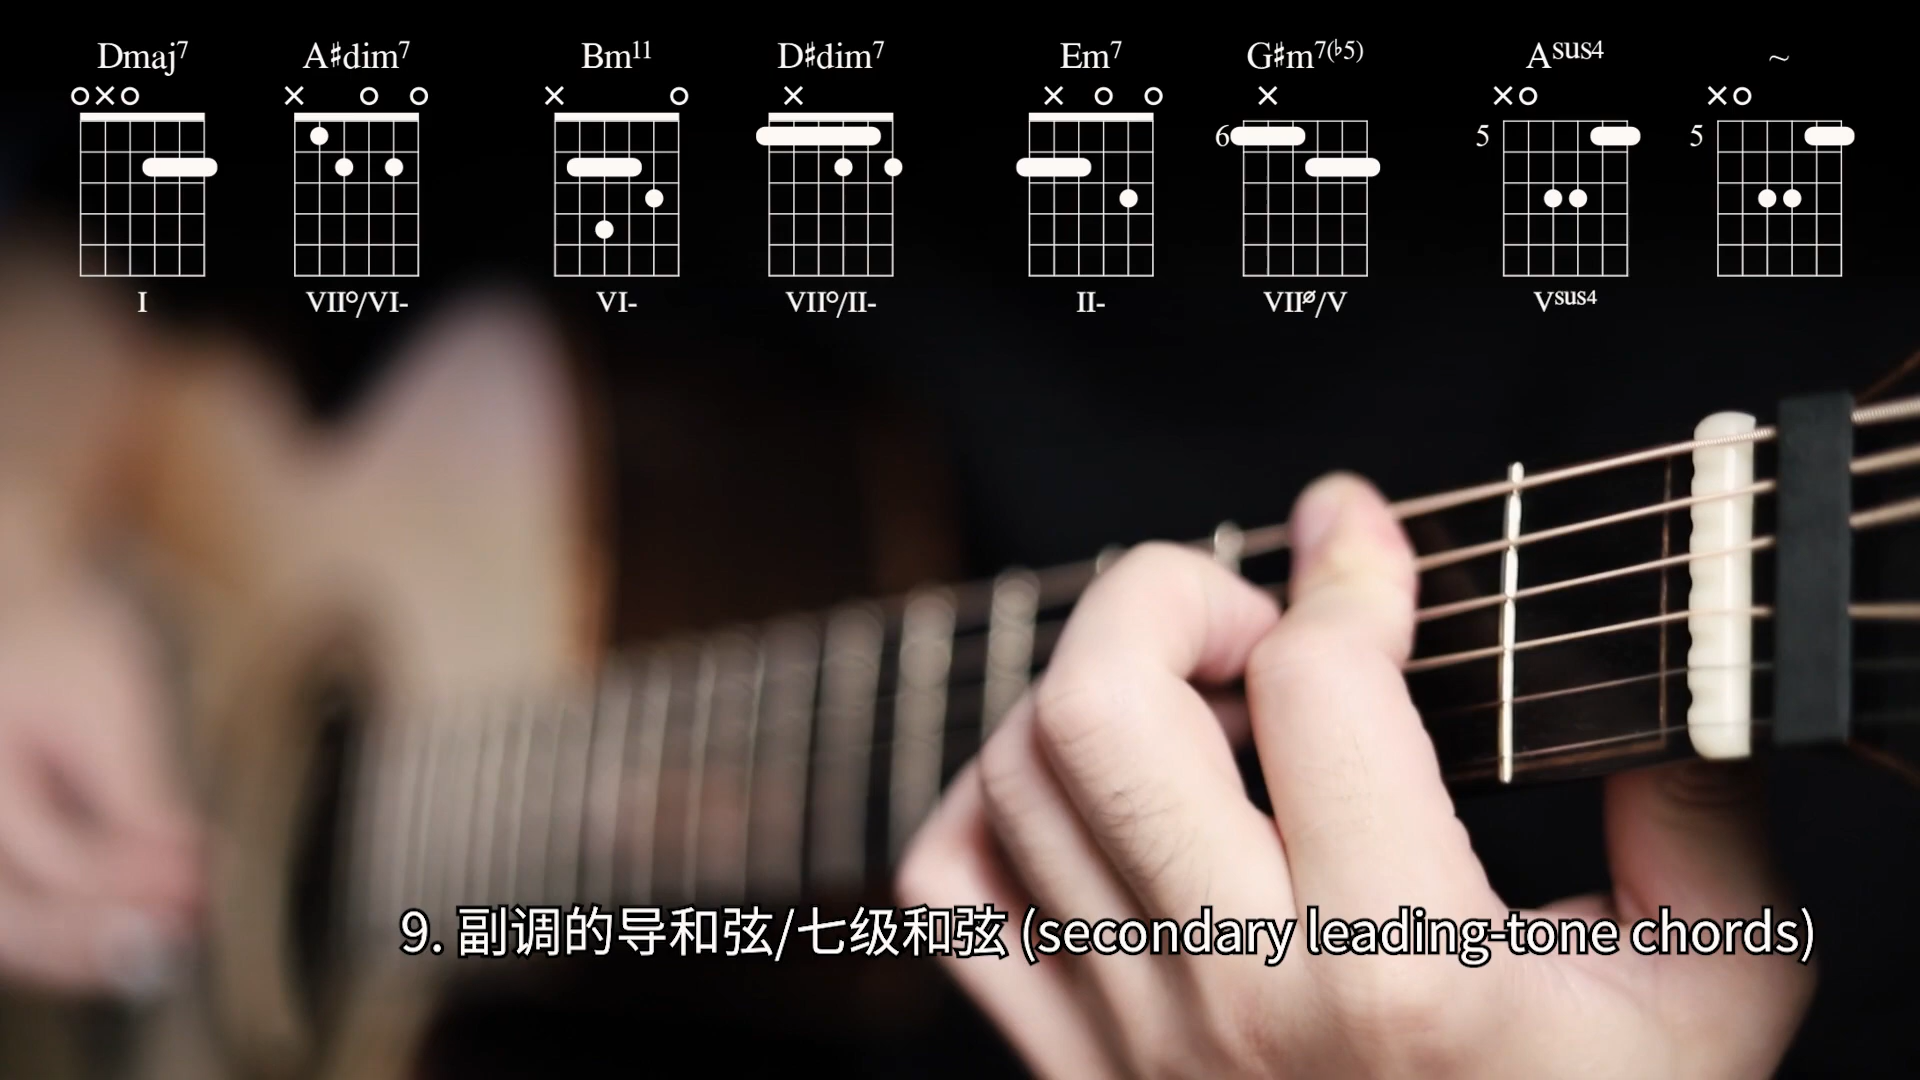 Dmaj7 A♯dim7 Bm11 D♯dim7 Em7 G♯m7(♭5) Asus4 ~
6 5 5
I VII°/VI- VI- VII°/II- II- VIIø/V Vsus4
9. 副调的导和弦/七级和弦 (secondary leading-tone chords)